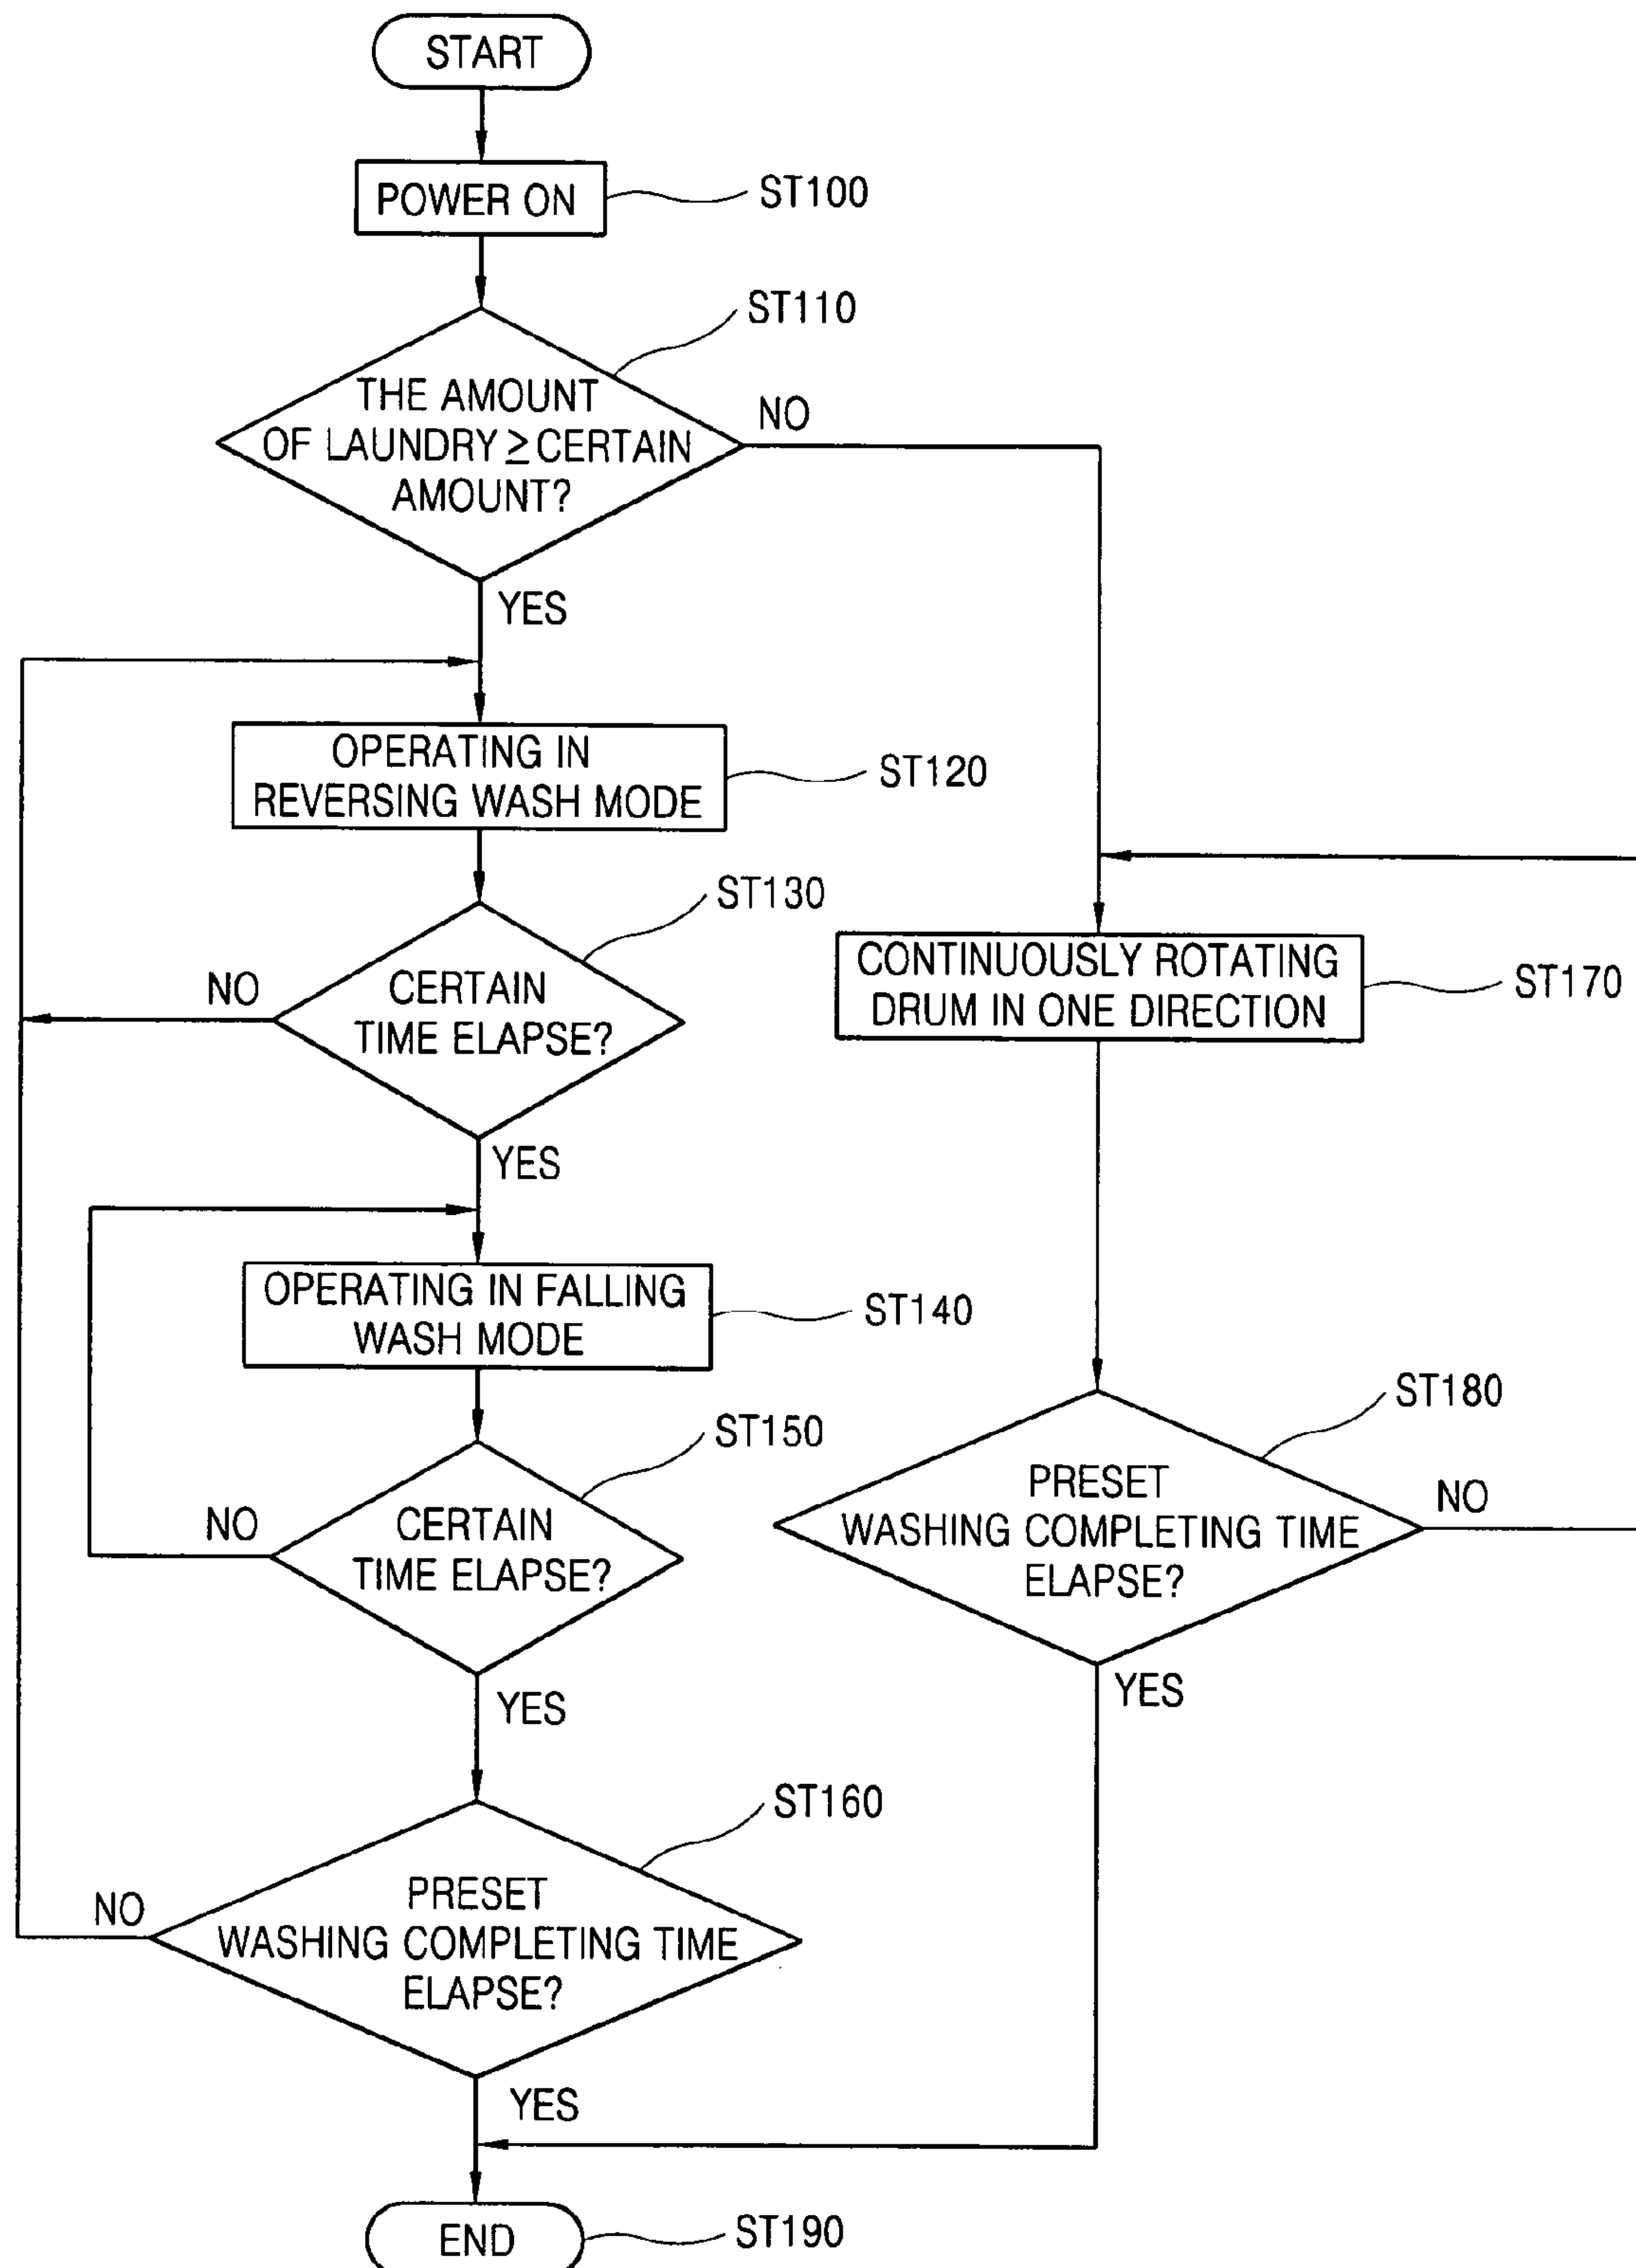 START
POWER ON
ST100
ST110
THE AMOUNT
OF LAUNDRY ≥ CERTAIN
AMOUNT?
NO
YES
OPERATING IN
REVERSING WASH MODE
ST120
ST130
CERTAIN
TIME ELAPSE?
NO
YES
CONTINUOUSLY ROTATING
DRUM IN ONE DIRECTION
ST170
OPERATING IN FALLING
WASH MODE
ST140
ST150
CERTAIN
TIME ELAPSE?
NO
YES
ST180
PRESET
WASHING COMPLETING TIME
ELAPSE?
NO
YES
ST160
PRESET
WASHING COMPLETING TIME
ELAPSE?
NO
YES
END
ST190